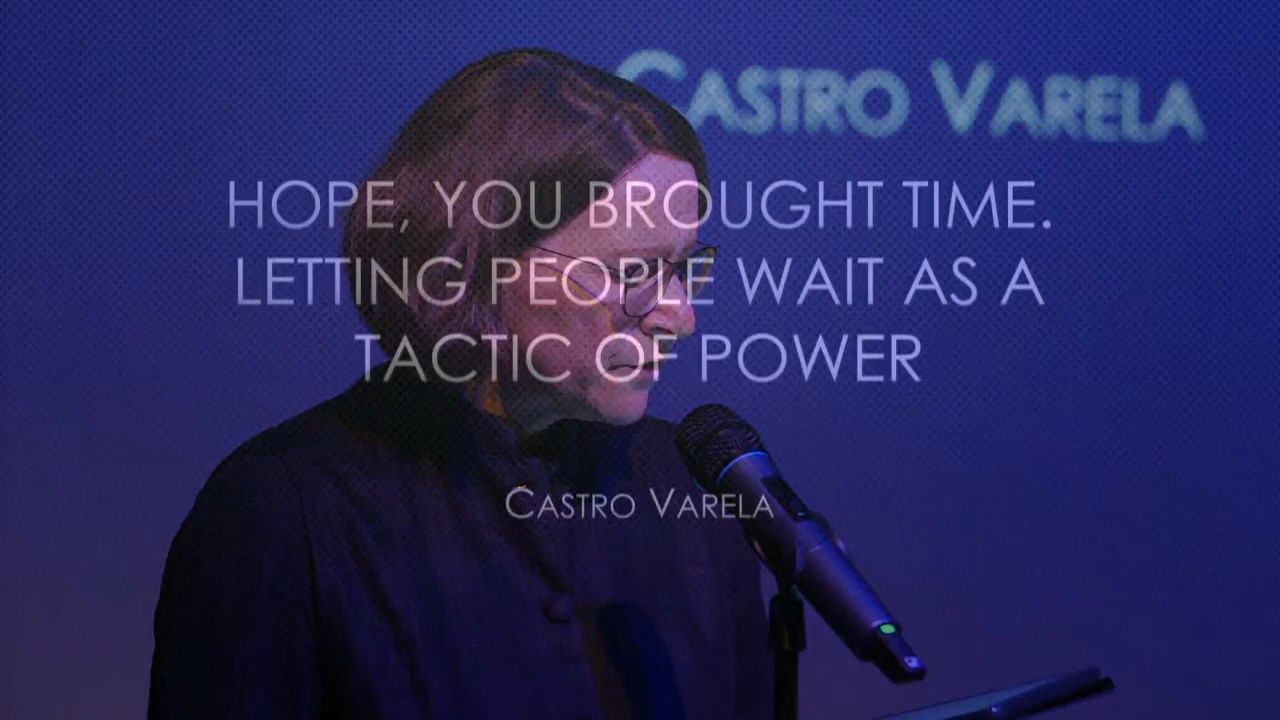 CASTRO VARELA
HOPE, YOU BROUGHT TIME.
LETTING PEOPLE WAIT AS A
TACTIC OF POWER
CASTRO VARELA